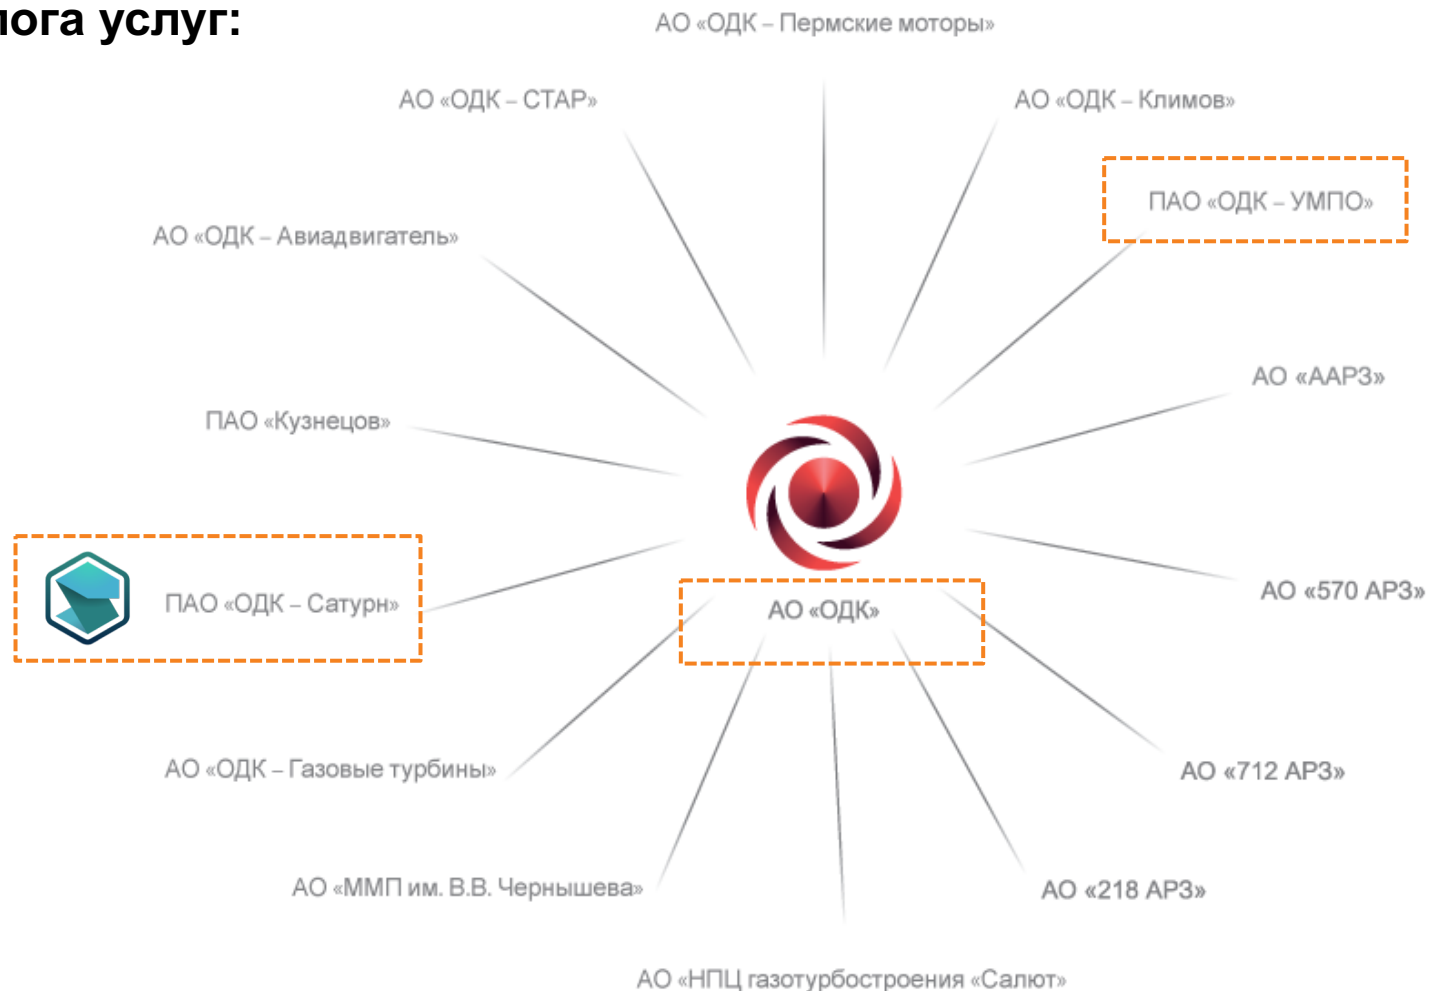 лога услуг:
АО «ОДК – Пермские моторы»
АО «ОДК – СТАР»
АО «ОДК – Климов»
ПАО «ОДК – УМПО»
АО «ОДК – Авиадвигатель»
АО «ААРЗ»
ПАО «Кузнецов»
АО «570 АРЗ»
ПАО «ОДК – Сатурн»
АО «ОДК»
АО «ОДК – Газовые турбины»
АО «712 АРЗ»
АО «ММП им. В.В. Чернышева»
АО «218 АРЗ»
АО «НПЦ газотурбостроения «Салют»